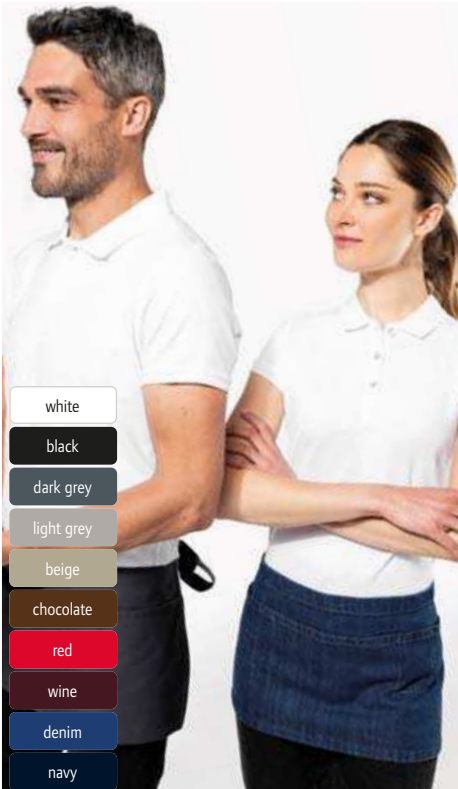 white
black
dark grey
light grey
beige
chocolate
red
wine
denim
navy